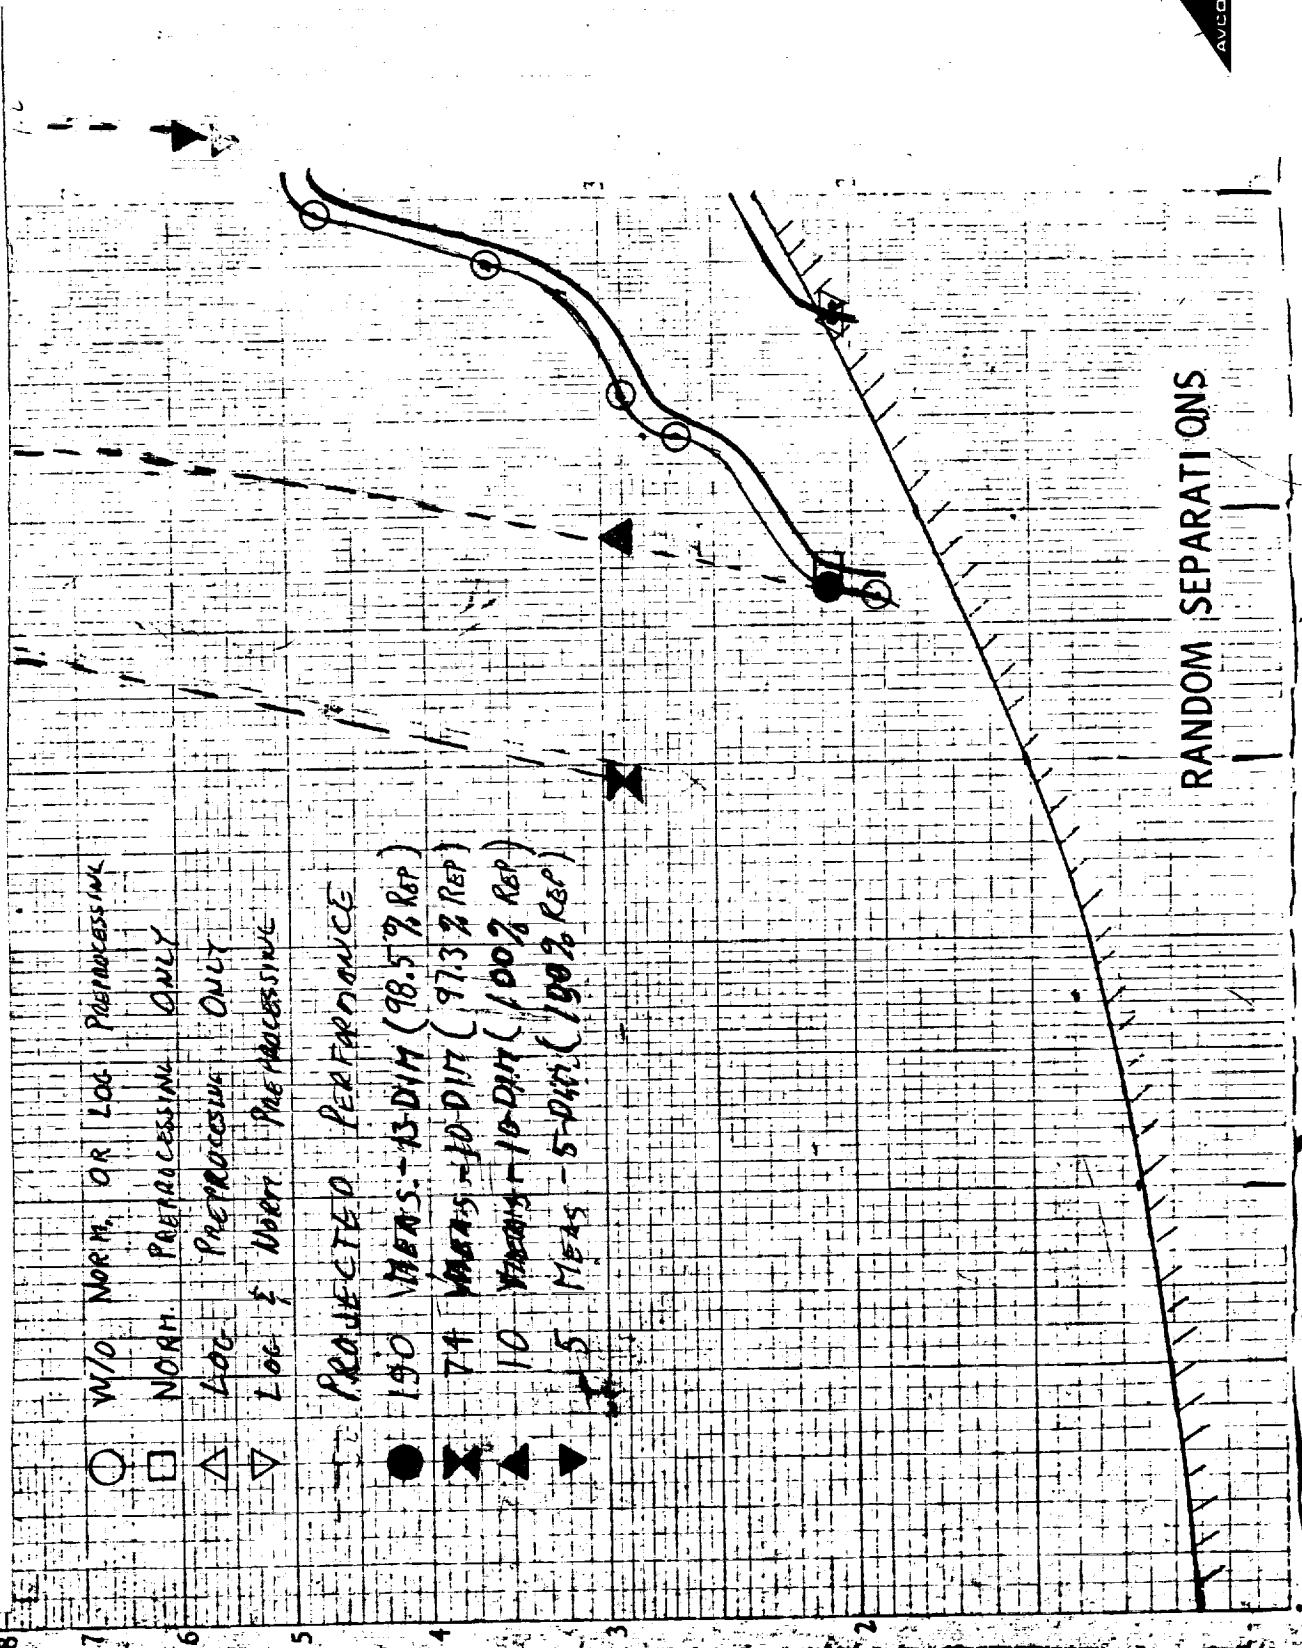 W/O NORM. OR LOG PREPROCESSING
NORM. PREPROCESSING ONLY
LOG PREPROCESSING ONLY
LOG & NORM. PREPROCESSING
PROJECTED PERFORMANCE
190 MEAS.-13-DIM (98.5% REP)
74 MEAS-10-DIM (97.3% REP)
10 MEAS-10-DIM (100% REP)
5 MEAS-5-DIM (100% REP)
RANDOM SEPARATIONS
8
7
6
5
4
3
2
3
AVCO